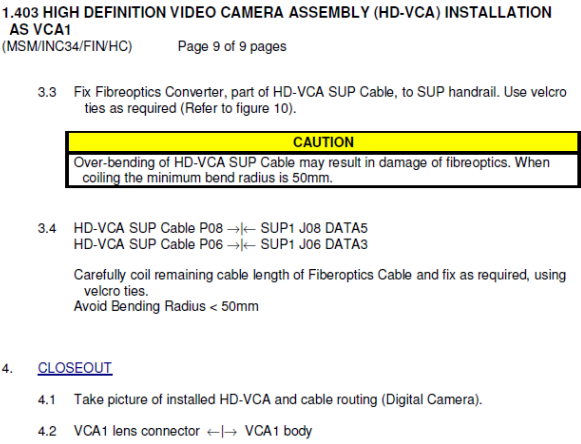 1.403 HIGH DEFINITION VIDEO CAMERA ASSEMBLY (HD-VCA) INSTALLATION
AS VCA1
(MSM/INC34/FIN/HC) Page 9 of 9 pages
3.3 Fix Fibreoptics Converter, part of HD-VCA SUP Cable, to SUP handrail. Use velcro
ties as required (Refer to figure 10).
CAUTION
Over-bending of HD-VCA SUP Cable may result in damage of fibreoptics. When
coiling the minimum bend radius is 50mm.
3.4 HD-VCA SUP Cable P08 →|← SUP1 J08 DATA5
HD-VCA SUP Cable P06 →|← SUP1 J06 DATA3
Carefully coil remaining cable length of Fiberoptics Cable and fix as required, using
velcro ties.
Avoid Bending Radius < 50mm
4. CLOSEOUT
4.1 Take picture of installed HD-VCA and cable routing (Digital Camera).
4.2 VCA1 lens connector ←|→ VCA1 body